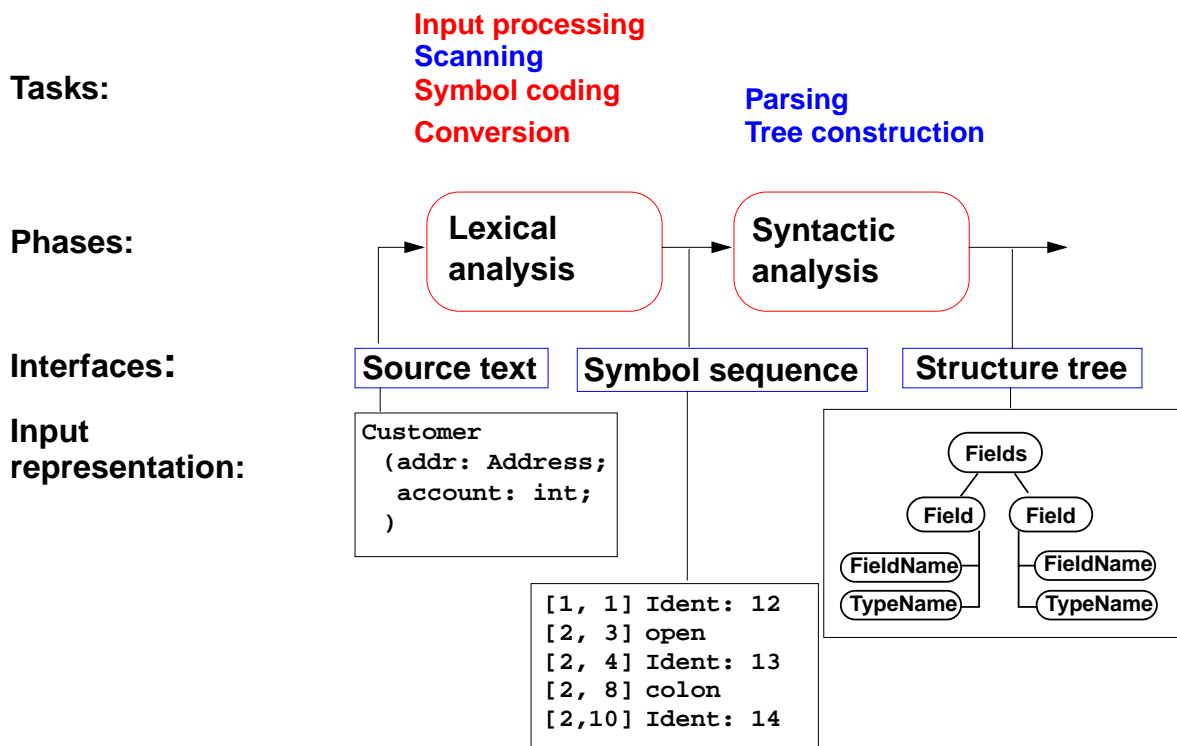 Tasks:
Input processing
Scanning
Symbol coding
Conversion
Parsing
Tree construction
Phases:
Lexical
analysis
Syntactic
analysis
Interfaces:
Source text
Symbol sequence
Structure tree
Input
representation:
Customer
(addr: Address;
account: int;
)
[1, 1] Ident: 12
[2, 3] open
[2, 4] Ident: 13
[2, 8] colon
[2,10] Ident: 14
Fields
Field
Field
FieldName
FieldName
TypeName
TypeName